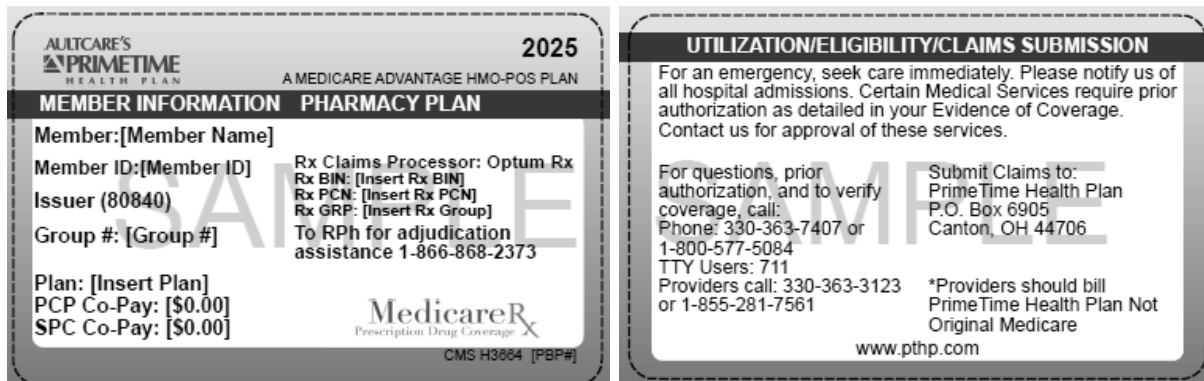 AULTCARE'S
PRIMETIME
HEALTH PLAN
2025
A MEDICARE ADVANTAGE HMO-POS PLAN
MEMBER INFORMATION PHARMACY PLAN
Member:[Member Name]
Member ID:[Member ID]
Issuer (80840)
Group #: [Group #]
Plan: [Insert Plan]
PCP Co-Pay: [$0.00]
SPC Co-Pay: [$0.00]
Rx Claims Processor: Optum Rx
Rx BIN: [Insert Rx BIN]
Rx PCN: [Insert Rx PCN]
Rx GRP: [Insert Rx Group]
To RPh for adjudication
assistance 1-866-868-2373
MedicareRx
Prescription Drug Coverage
CMS H3664 [PBP#]
SAMPLE
UTILIZATION/ELIGIBILITY/CLAIMS SUBMISSION
For an emergency, seek care immediately. Please notify us of
all hospital admissions. Certain Medical Services require prior
authorization as detailed in your Evidence of Coverage.
Contact us for approval of these services.
For questions, prior
authorization, and to verify
coverage, call:
Phone: 330-363-7407 or
1-800-577-5084
TTY Users: 711
Providers call: 330-363-3123
or 1-855-281-7561
Submit Claims to:
PrimeTime Health Plan
P.O. Box 6905
Canton, OH 44706
*Providers should bill
PrimeTime Health Plan Not
Original Medicare
www.pthp.com
SAMPLE